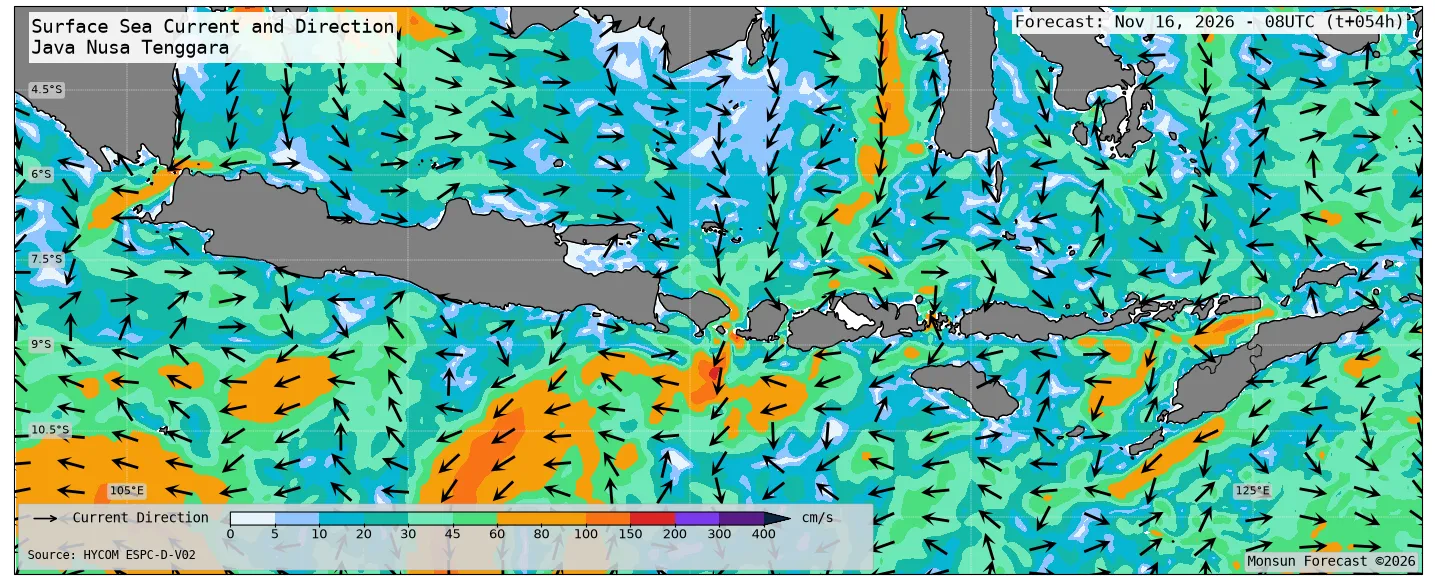 Surface Sea Current and Direction
Java Nusa Tenggara
Forecast: Nov 16, 2026 - 08UTC (t+054h)
4.5°S
6°S
7.5°S
9°S
10.5°S
105°E
125°E
Current Direction
0 5 10 20 30 45 60 80 100 150 200 300 400 cm/s
Source: HYCOM ESPC-D-V02
Monsun Forecast ©2026